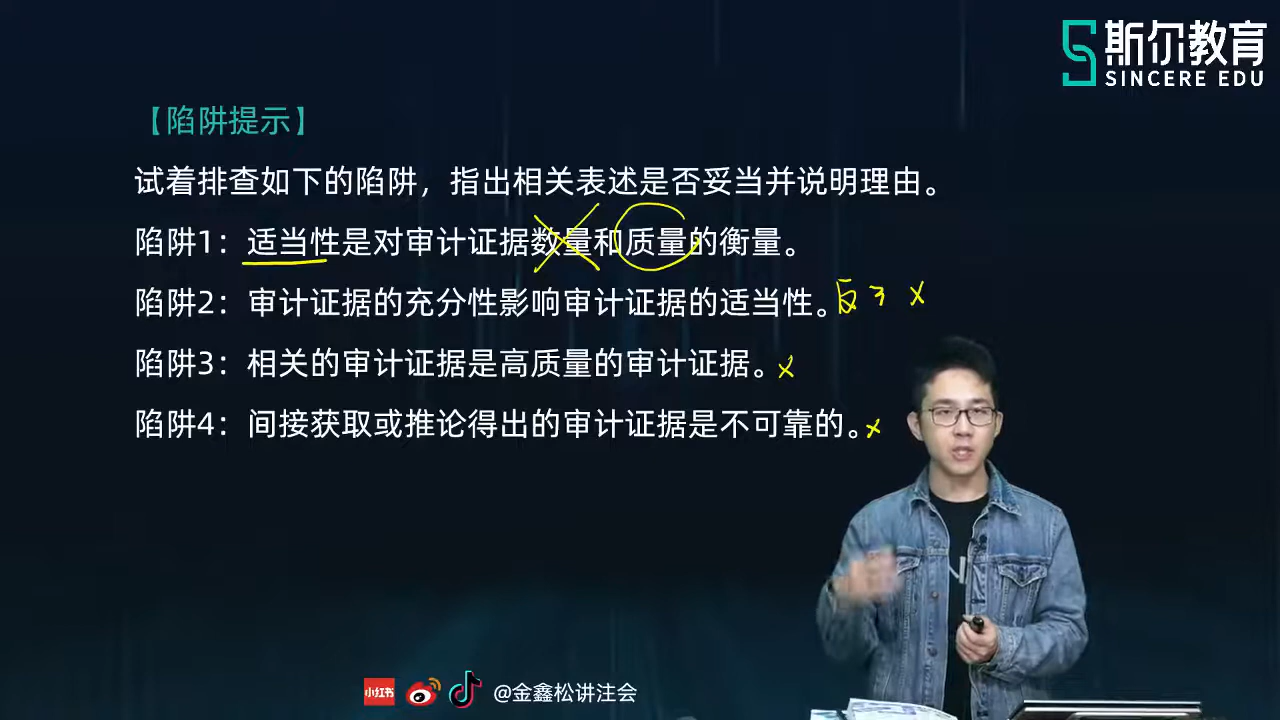 斯尔教育
SINCERE EDU
【陷阱提示】
试着排查如下的陷阱，指出相关表述是否妥当并说明理由。
陷阱1：适当性是对审计证据数量和质量的衡量。
陷阱2：审计证据的充分性影响审计证据的适当性。反了 ×
陷阱3：相关的审计证据是高质量的审计证据。×
陷阱4：间接获取或推论得出的审计证据是不可靠的。×
小红书 @金鑫松讲注会